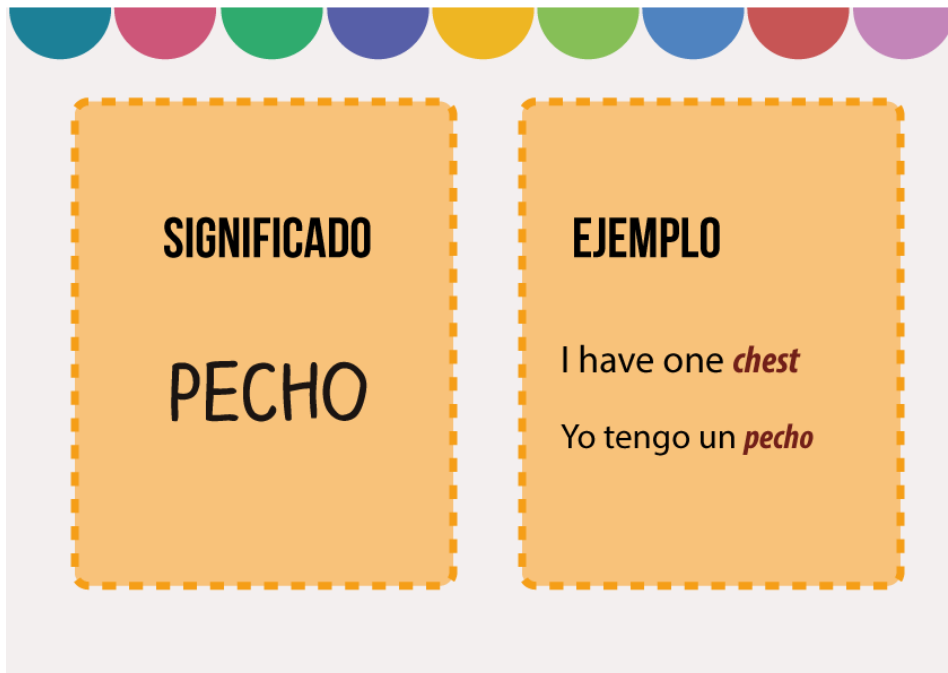 SIGNIFICADO
PECHO
EJEMPLO
I have one chest
Yo tengo un pecho